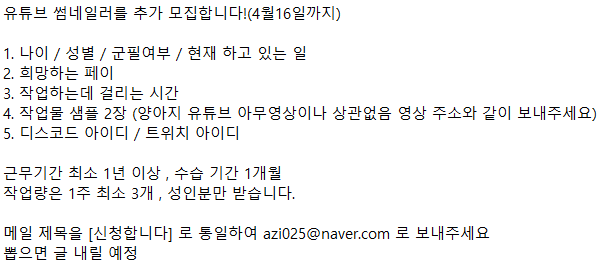 유튜브 썸네일러를 추가 모집합니다!(4월16일까지)
1. 나이 / 성별 / 군필여부 / 현재 하고 있는 일
2. 희망하는 페이
3. 작업하는데 걸리는 시간
4. 작업물 샘플 2장 (양아지 유튜브 아무영상이나 상관없음 영상 주소와 같이 보내주세요)
5. 디스코드 아이디 / 트위치 아이디
근무기간 최소 1년 이상 , 수습 기간 1개월
작업량은 1주 최소 3개 , 성인분만 받습니다.
메일 제목을 [신청합니다] 로 통일하여 azi025@naver.com 로 보내주세요
뽑으면 글 내릴 예정